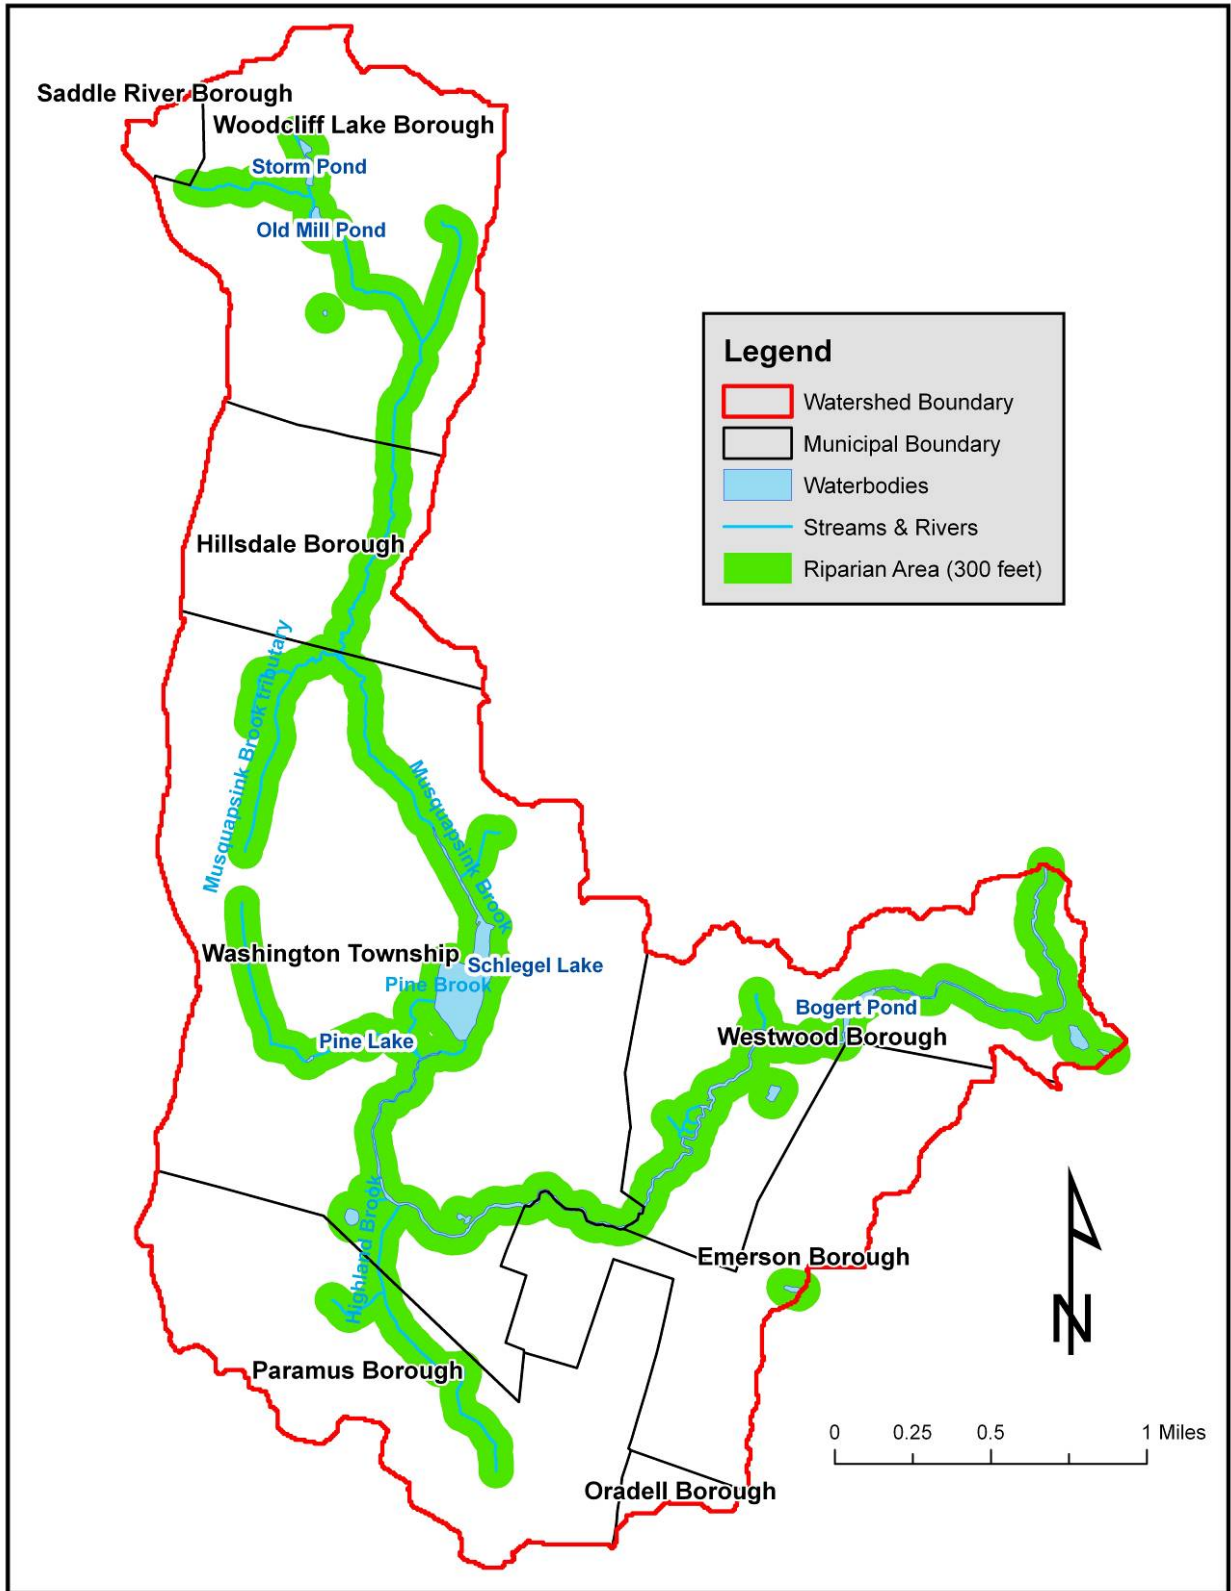 Saddle River Borough
Woodcliff Lake Borough
Storm Pond
Old Mill Pond
Legend
Watershed Boundary
Municipal Boundary
Waterbodies
Streams & Rivers
Riparian Area (300 feet)
Hillsdale Borough
Musquapsink Brook tributary
Musquapsink Brook
Washington Township
Schlegel Lake
Pine Brook
Pine Lake
Bogert Pond
Westwood Borough
Highland Brook
Emerson Borough
N
Paramus Borough
0 0.25 0.5 1 Miles
Oradell Borough